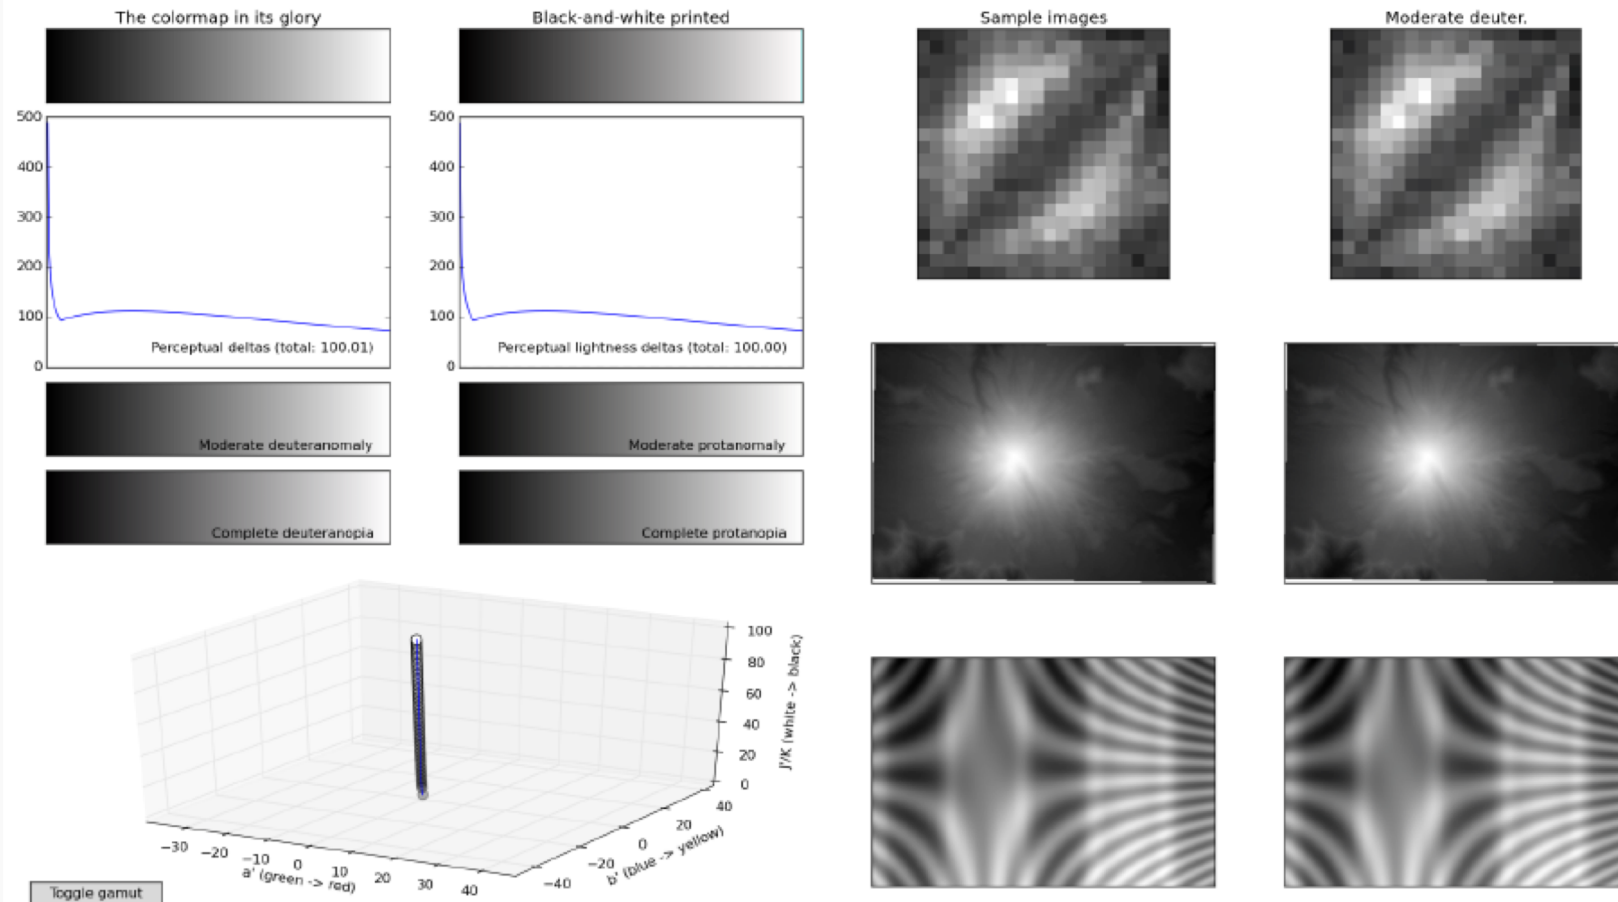 The colormap in its glory
Black-and-white printed
Sample images
Moderate deuter.
500
400
300
200
100
0
Perceptual deltas (total: 100.01)
500
400
300
200
100
0
Perceptual lightness deltas (total: 100.00)
Moderate deuteranomaly
Moderate protanomaly
Complete deuteranopia
Complete protanopia
100
80
60
40
20
0
J'/K (white -> black)
−30
−20
−10
0
10
20
30
40
a' (green -> red)
−40
−20
0
20
40
b' (blue -> yellow)
Toggle gamut